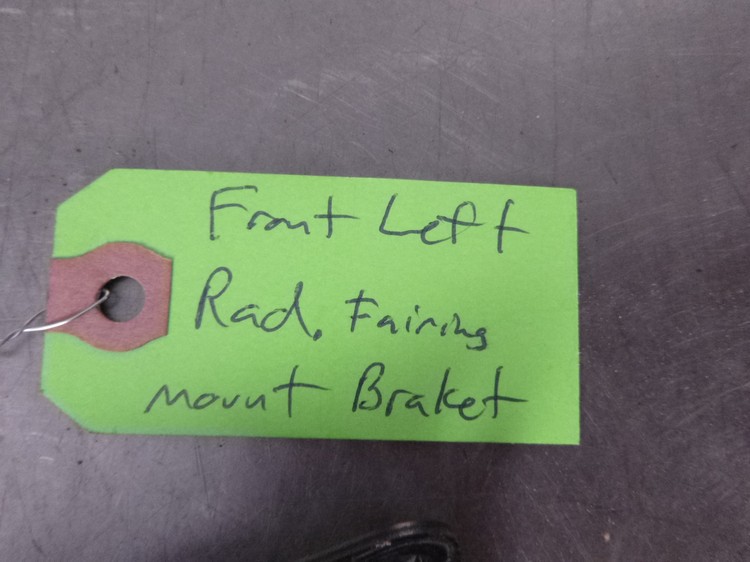 Front Left
Rad. Fairing
mount Braket